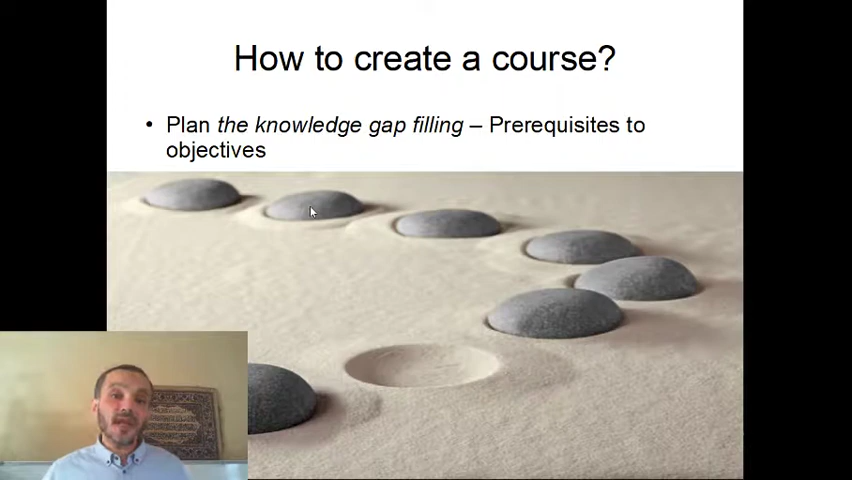 How to create a course?
• Plan the knowledge gap filling – Prerequisites to
objectives